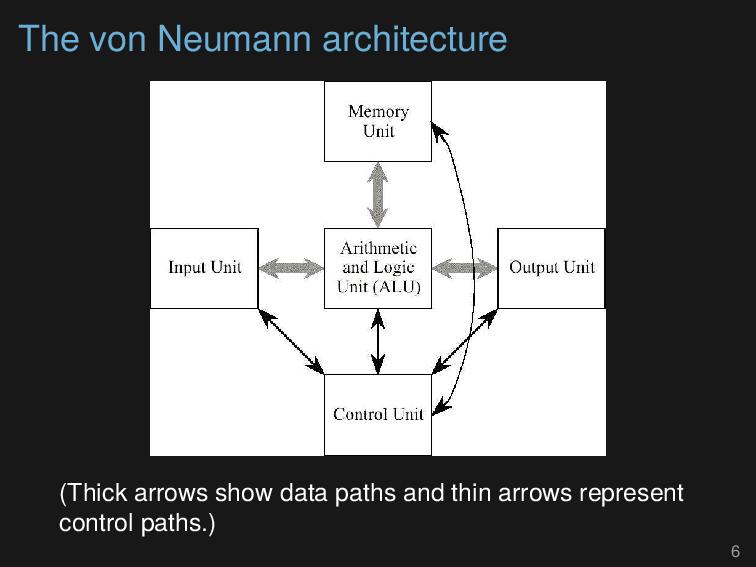 The von Neumann architecture
Memory
Unit
Input Unit
Arithmetic
and Logic
Unit (ALU)
Output Unit
Control Unit
(Thick arrows show data paths and thin arrows represent
control paths.)
6